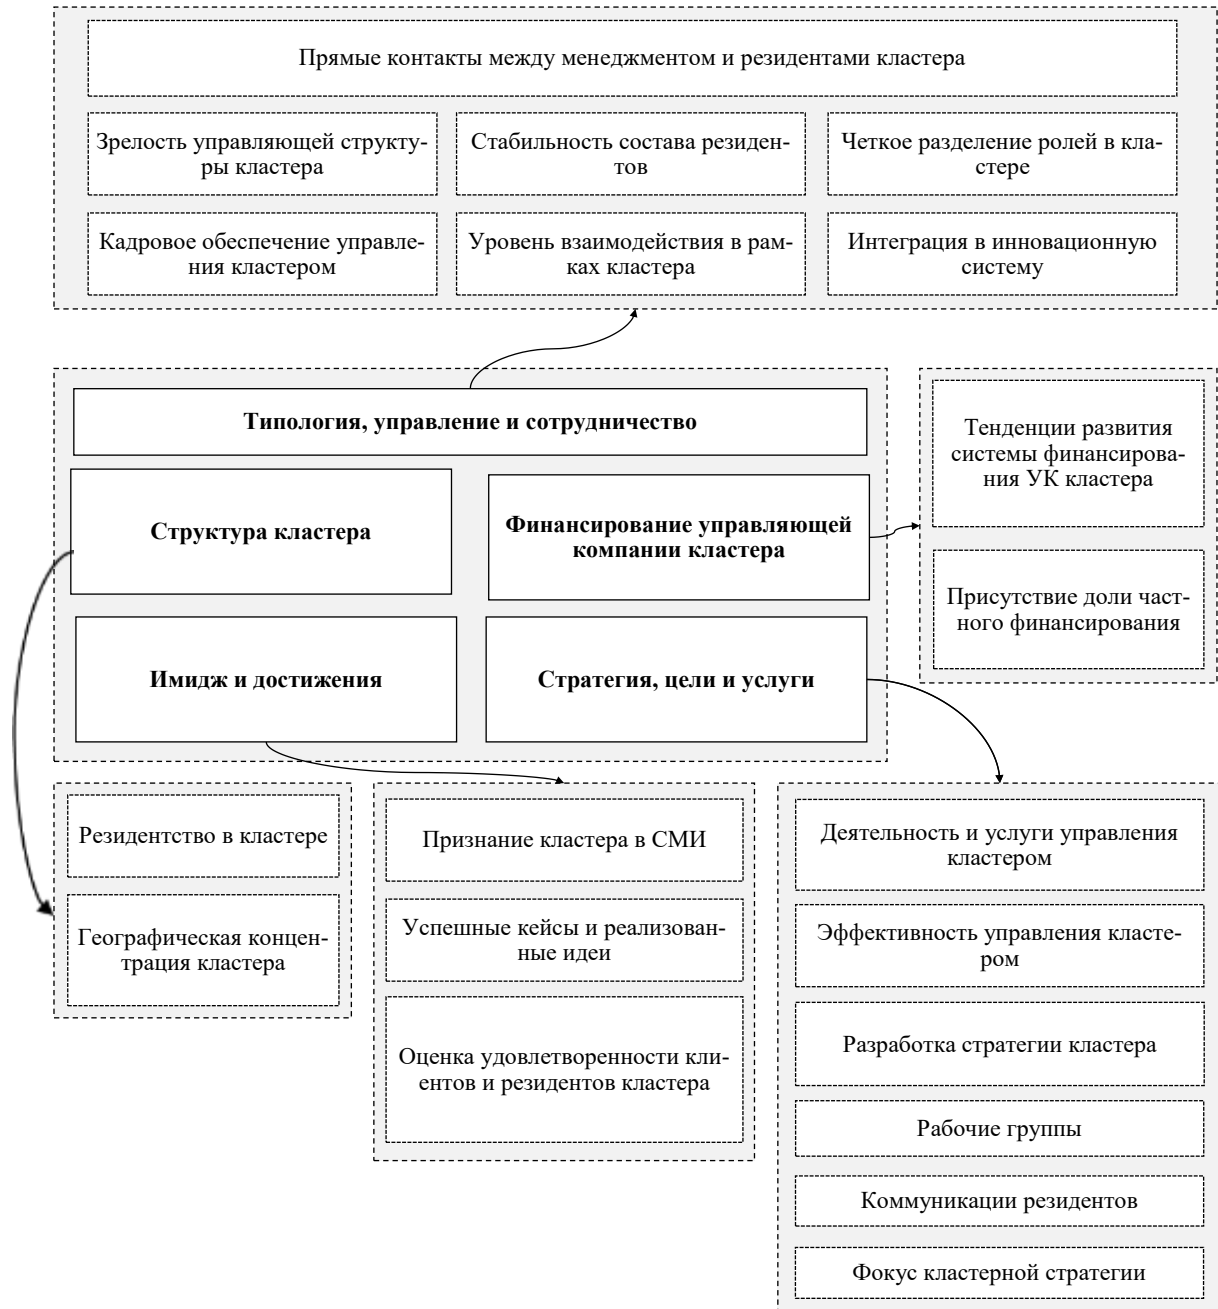 Прямые контакты между менеджментом и резидентами кластера
Зрелость управляющей структу-
ры кластера
Стабильность состава резиден-
тов
Четкое разделение ролей в кла-
стере
Кадровое обеспечение управле-
ния кластером
Уровень взаимодействия в рам-
ках кластера
Интеграция в инновационную
систему
Типология, управление и сотрудничество
Структура кластера
Финансирование управляющей
компании кластера
Имидж и достижения
Стратегия, цели и услуги
Тенденции развития
системы финансирова-
ния УК кластера
Присутствие доли част-
ного финансирования
Резидентство в кластере
Географическая концен-
трация кластера
Признание кластера в СМИ
Успешные кейсы и реализован-
ные идеи
Оценка удовлетворенности кли-
ентов и резидентов кластера
Деятельность и услуги управления
кластером
Эффективность управления класте-
ром
Разработка стратегии кластера
Рабочие группы
Коммуникации резидентов
Фокус кластерной стратегии